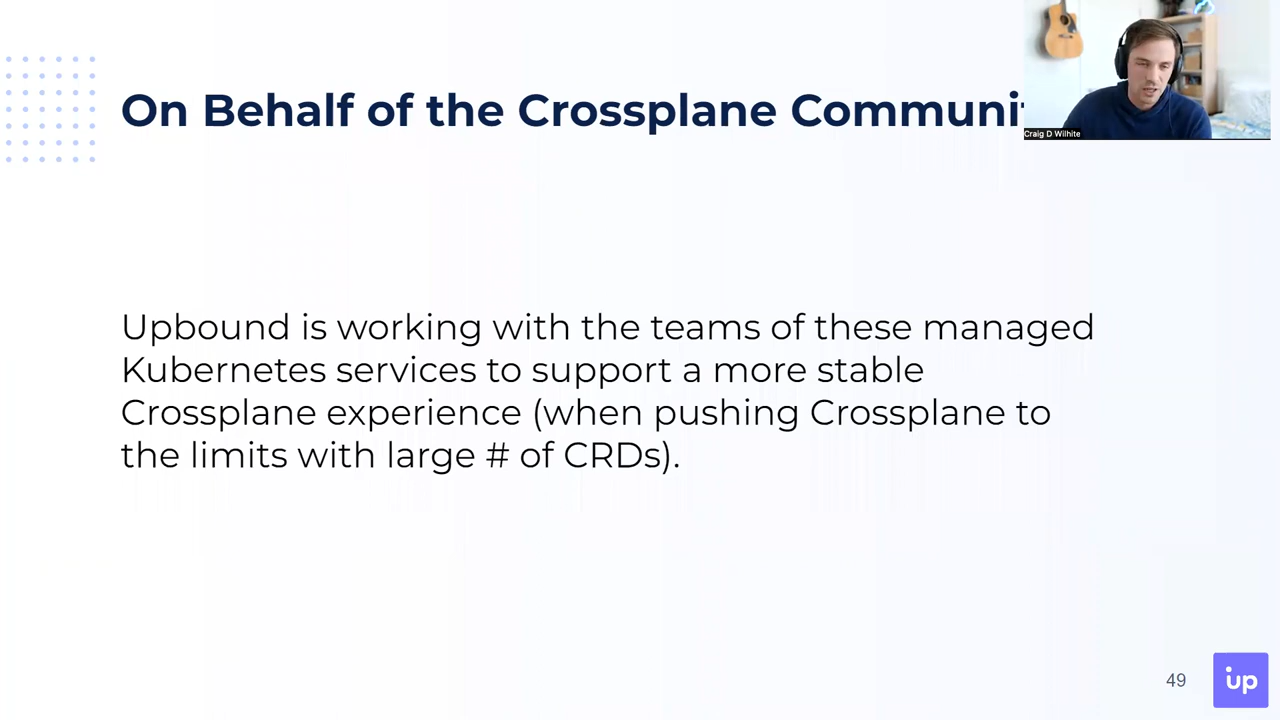 On Behalf of the Crossplane Communi
Craig D Wilhite
Upbound is working with the teams of these managed
Kubernetes services to support a more stable
Crossplane experience (when pushing Crossplane to
the limits with large # of CRDs).
49
up